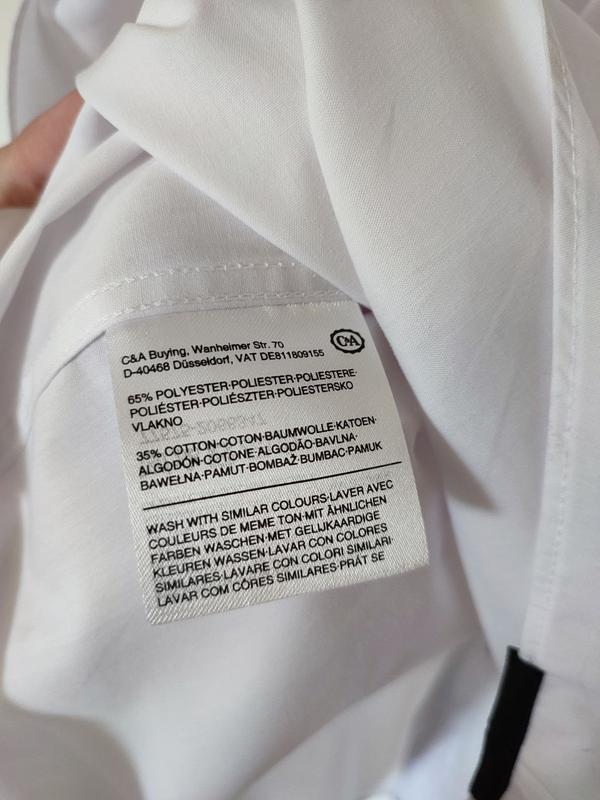 C&A Buying, Wanheimer Str. 70
D-40468 Düsseldorf, VAT DE811809155
C&A
65% POLYESTER·POLIESTER·POLIESTERE·
POLIÉSTER·POLIÉSZTER·POLIESTERSKO
VLAKNO
35% COTTON·COTON·BAUMWOLLE·KATOEN·
ALGODÓN·COTONE·ALGODÃO·BAVLNA·
BAWEŁNA·PAMUT·BOMBAŽ·BUMBAC·PAMUK
WASH WITH SIMILAR COLOURS·LAVER AVEC
COULEURS DE MEME TON·MIT ÄHNLICHEN
FARBEN WASCHEN·MET GELIJKAARDIGE
KLEUREN WASSEN·LAVAR CON COLORES
SIMILARES·LAVARE CON COLORI SIMILARI·
LAVAR COM CÔRES SIMILARES·PRÁT SE